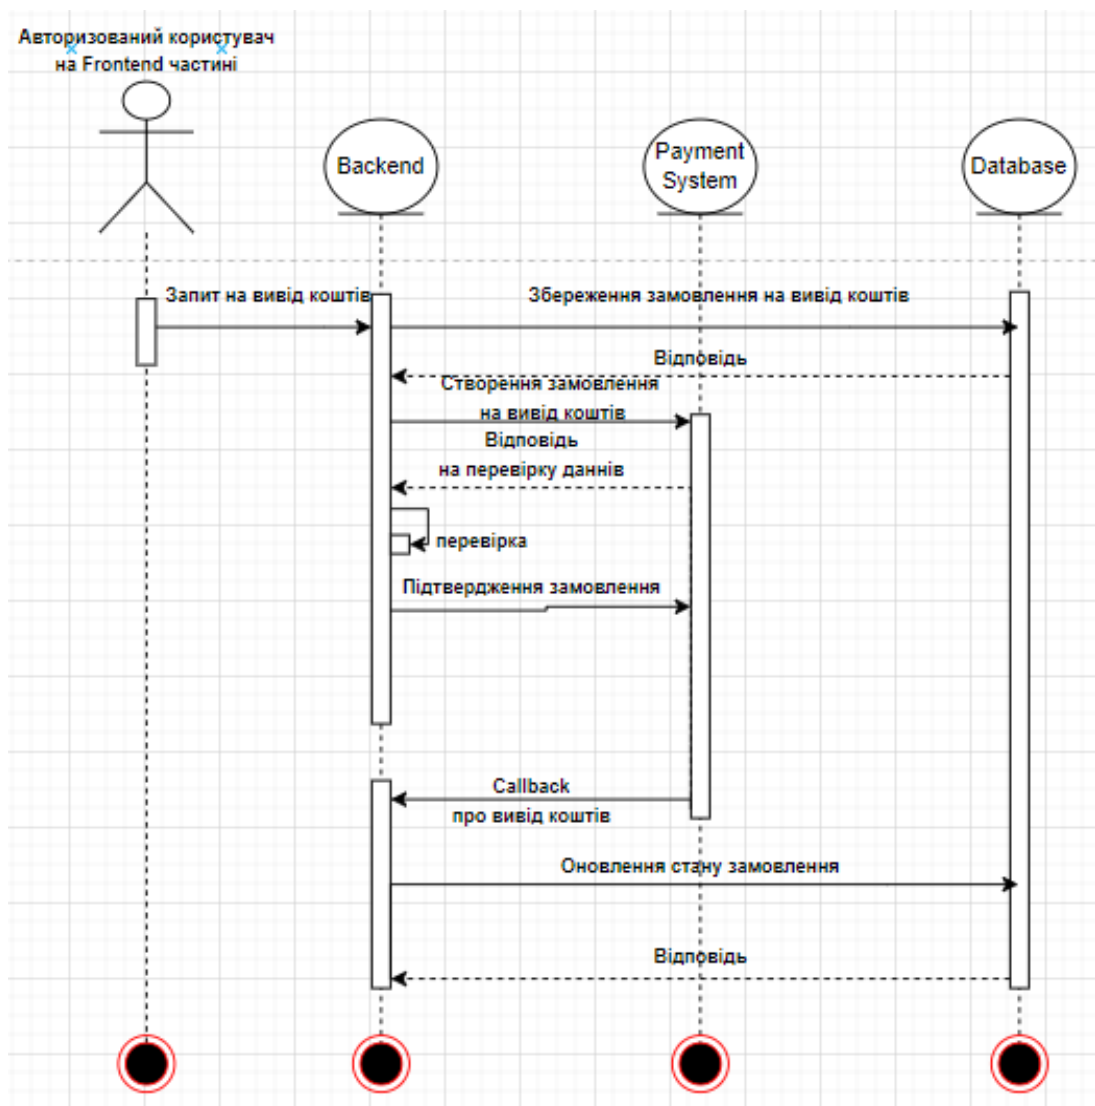 Авторизований користувач
на Frontend частині
Backend
Payment
System
Database
Запит на вивід коштів
Збереження замовлення на вивід коштів
Відповідь
Створення замовлення
на вивід коштів
Відповідь
на перевірку даннів
перевірка
Підтвердження замовлення
Callback
про вивід коштів
Оновлення стану замовлення
Відповідь